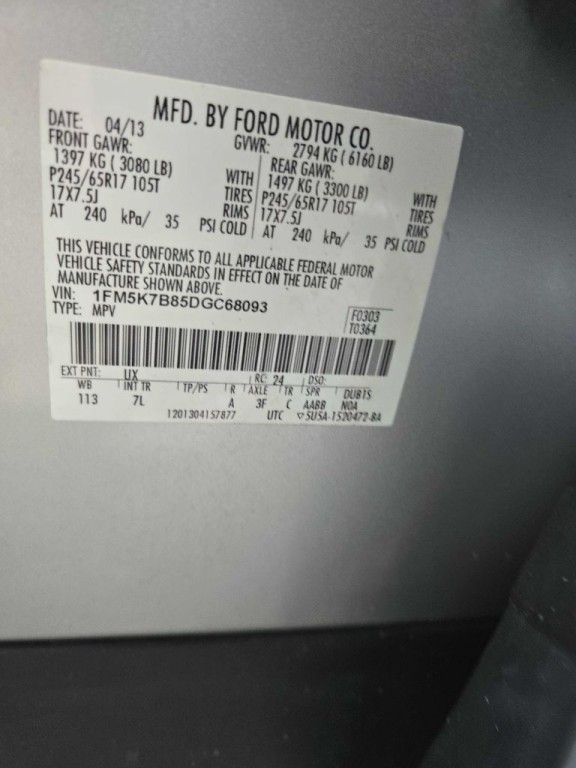 MFD. BY FORD MOTOR CO.
DATE: 04/13 GVWR: 2794 KG ( 6160 LB)
FRONT GAWR: REAR GAWR:
1397 KG ( 3080 LB) WITH 1497 KG ( 3300 LB) WITH
P245/65R17 105T TIRES P245/65R17 105T TIRES
17X7.5J RIMS 17X7.5J RIMS
AT 240 kPa/ 35 PSI COLD AT 240 kPa/ 35 PSI COLD
THIS VEHICLE CONFORMS TO ALL APPLICABLE FEDERAL MOTOR
VEHICLE SAFETY STANDARDS IN EFFECT ON THE DATE OF
MANUFACTURE SHOWN ABOVE.
VIN: 1FM5K7B85DGC68093
TYPE: MPV
F0303
T0364
EXT PNT: UX RC: 24 DSO:
WB INT TR TP/PS R AXLE TR SPR DUBTS
113 7L A 3F C AABB N0A
1201304157877 UTC SU5A-1520472-BA